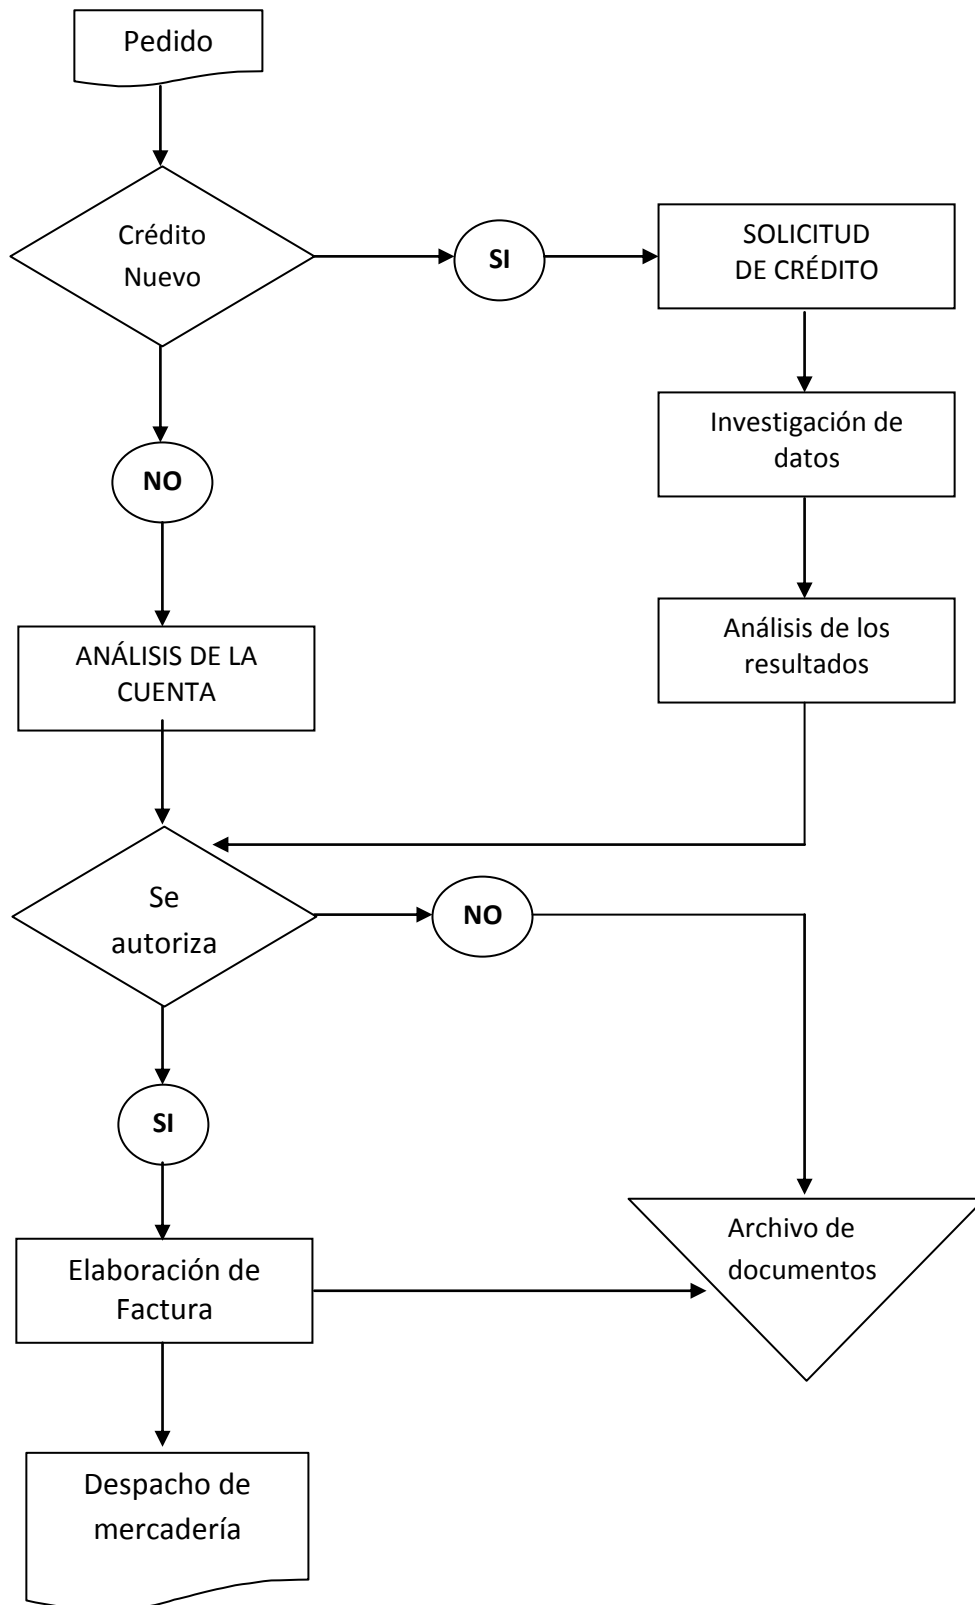 Pedido
Crédito
Nuevo
SI
SOLICITUD
DE CRÉDITO
Investigación de
datos
NO
Análisis de los
resultados
ANÁLISIS DE LA
CUENTA
Se
autoriza
NO
SI
Archivo de
documentos
Elaboración de
Factura
Despacho de
mercadería